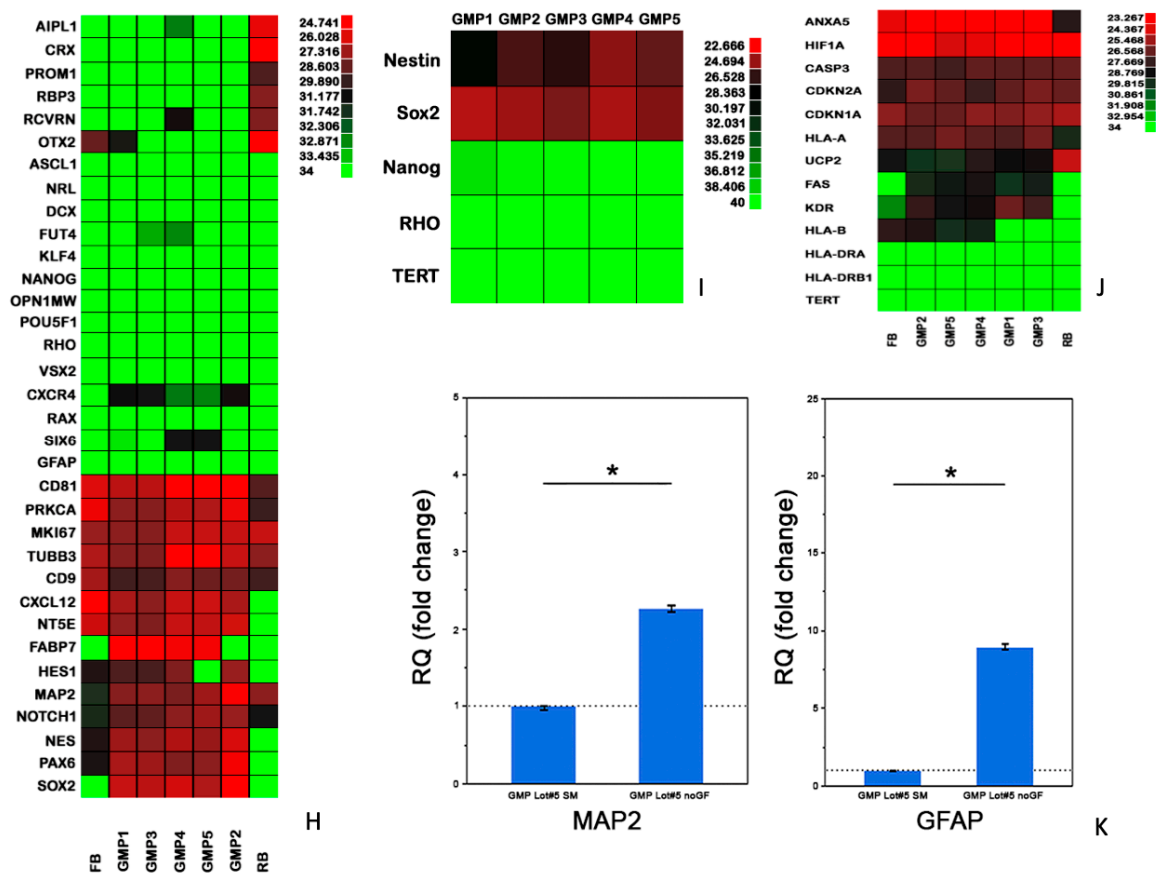 AIPL1
CRX
PROM1
RBP3
RCVRN
OTX2
ASCL1
NRL
DCX
FUT4
KLF4
NANOG
OPN1MW
POU5F1
RHO
VSX2
CXCR4
RAX
SIX6
GFAP
CD81
PRKCA
MKI67
TUBB3
CD9
CXCL12
NT5E
FABP7
HES1
MAP2
NOTCH1
NES
PAX6
SOX2
FB GMP1 GMP3 GMP4 GMP5 GMP2 RB
24.741
26.028
27.316
28.603
29.890
31.177
31.742
32.306
32.871
33.435
34
H
GMP1 GMP2 GMP3 GMP4 GMP5
Nestin
Sox2
Nanog
RHO
TERT
22.666
24.694
26.528
28.363
30.197
32.031
33.625
35.219
36.812
38.406
40
I
ANXA5
HIF1A
CASP3
CDKN2A
CDKN1A
HLA-A
UCP2
FAS
KDR
HLA-B
HLA-DRA
HLA-DRB1
TERT
FB GMP2 GMP5 GMP4 GMP1 GMP3 RB
23.267
24.367
25.468
26.568
27.669
28.769
29.815
30.861
31.908
32.954
34
J
RQ (fold change)
5
4
3
2
1
0
*
GMP Lot#5 SM GMP Lot#5 noGF
MAP2
RQ (fold change)
25
20
15
10
5
0
*
GMP Lot#5 SM GMP Lot#5 noGF
GFAP
K